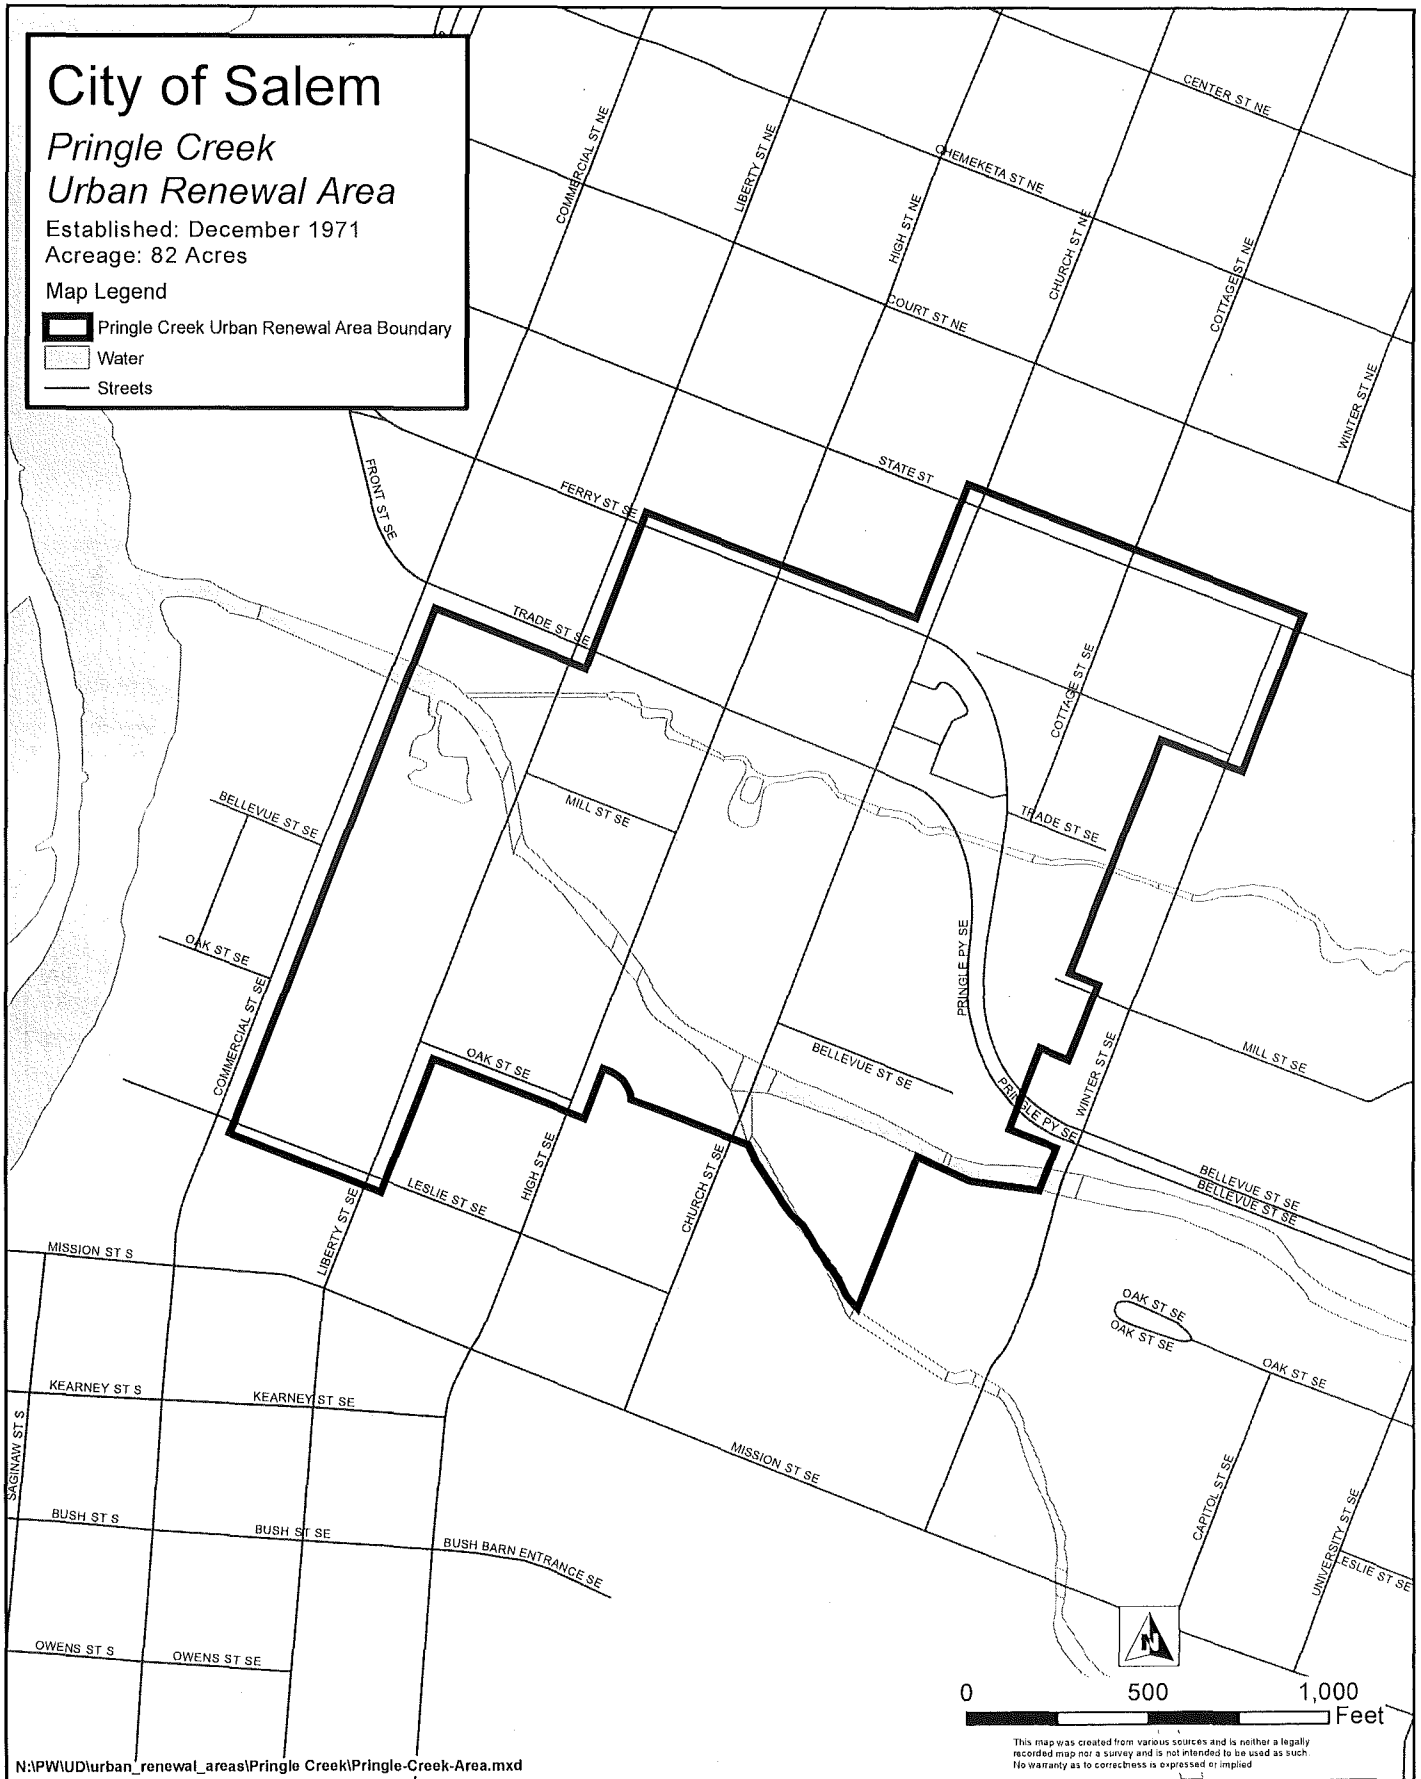 City of Salem
Pringle Creek
Urban Renewal Area
Established: December 1971
Acreage: 82 Acres
Map Legend
Pringle Creek Urban Renewal Area Boundary
Water
Streets
CENTER ST NE
CHEMEKETA ST NE
COMMERCIAL ST NE
LIBERTY ST NE
HIGH ST NE
CHURCH ST NE
COTTAGE ST NE
COURT ST NE
WINTER ST NE
STATE ST
FRONT ST SE
FERRY ST SE
TRADE ST SE
COTTAGE ST SE
BELLEVUE ST SE
MILL ST SE
TRADE ST SE
OAK ST SE
COMMERCIAL ST SE
PRINGLE PY SE
OAK ST SE
BELLEVUE ST SE
MILL ST SE
WINTER ST SE
PRINGLE PY SE
HIGH ST SE
CHURCH ST SE
LESLIE ST SE
LIBERTY ST SE
BELLEVUE ST SE
BELLEVUE ST SE
MISSION ST S
OAK ST SE
OAK ST SE
OAK ST SE
KEARNEY ST S
KEARNEY ST SE
SAGINAW ST S
MISSION ST SE
CAPITOL ST SE
UNIVERSITY ST SE
BUSH ST S
BUSH ST SE
BUSH BARN ENTRANCE SE
LESLIE ST SE
OWENS ST S
OWENS ST SE
N
0 500 1,000
Feet
This map was created from various sources and is neither a legally
recorded map nor a survey and is not intended to be used as such.
No warranty as to correctness is expressed or implied
N:\PW\UD\urban_renewal_areas\Pringle Creek\Pringle-Creek-Area.mxd